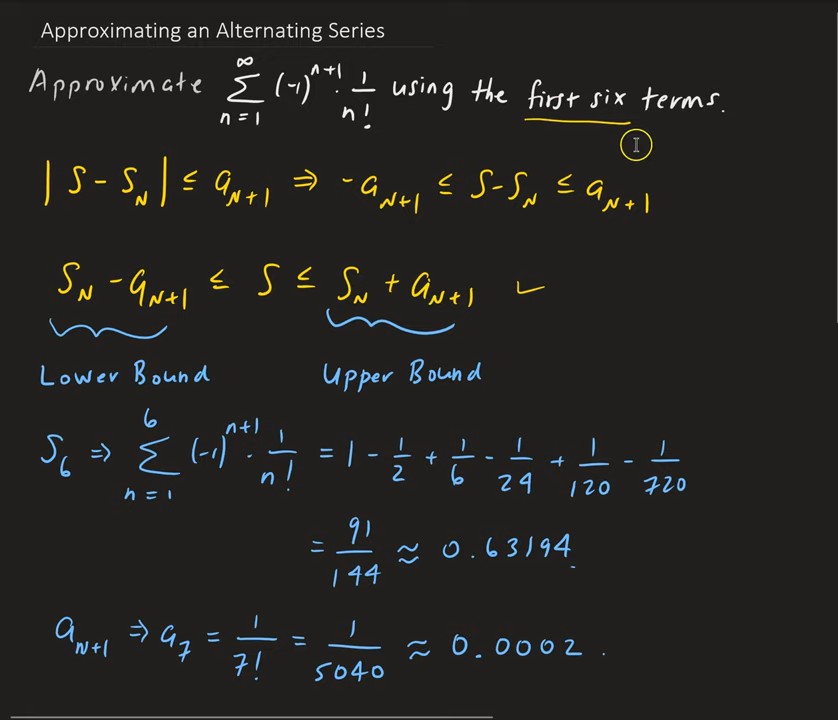 Approximating an Alternating Series
Approximate ∞ Σ n=1 (-1)^{n+1} · 1/n! using the first six terms.
|S - S_N| ≤ a_{N+1} ⇒ -a_{N+1} ≤ S - S_N ≤ a_{N+1}
S_N - a_{N+1} ≤ S ≤ S_N + a_{N+1} ✓
Lower Bound Upper Bound
S_6 ⇒ 6 Σ n=1 (-1)^{n+1} · 1/n! = 1 - 1/2 + 1/6 - 1/24 + 1/120 - 1/720
= 91/144 ≈ 0.63194
a_{N+1} ⇒ a_7 = 1/7! = 1/5040 ≈ 0.0002 .